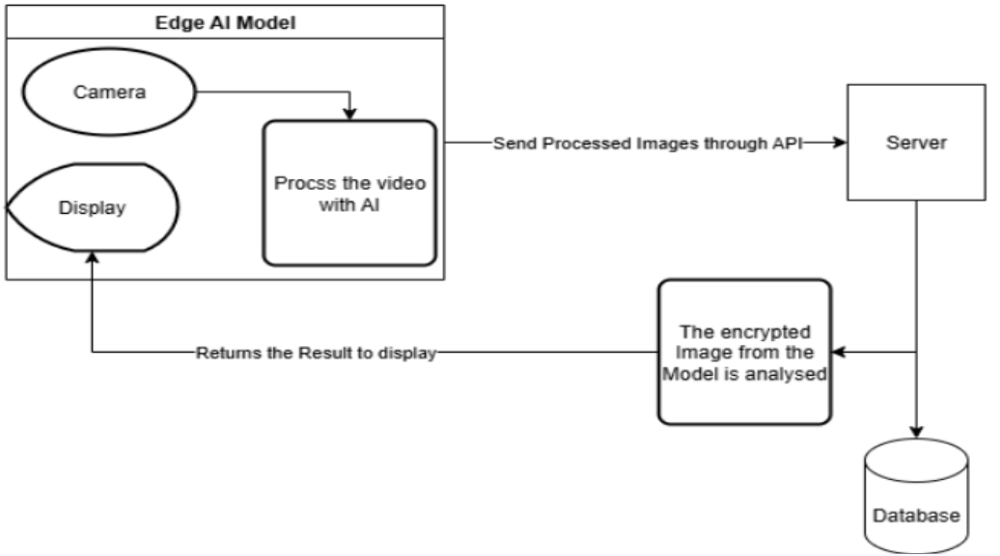 Edge AI Model
Camera
Procss the video
with AI
Send Processed Images through API
Server
Display
The encrypted
Image from the
Model is analysed
Returns the Result to display
Database